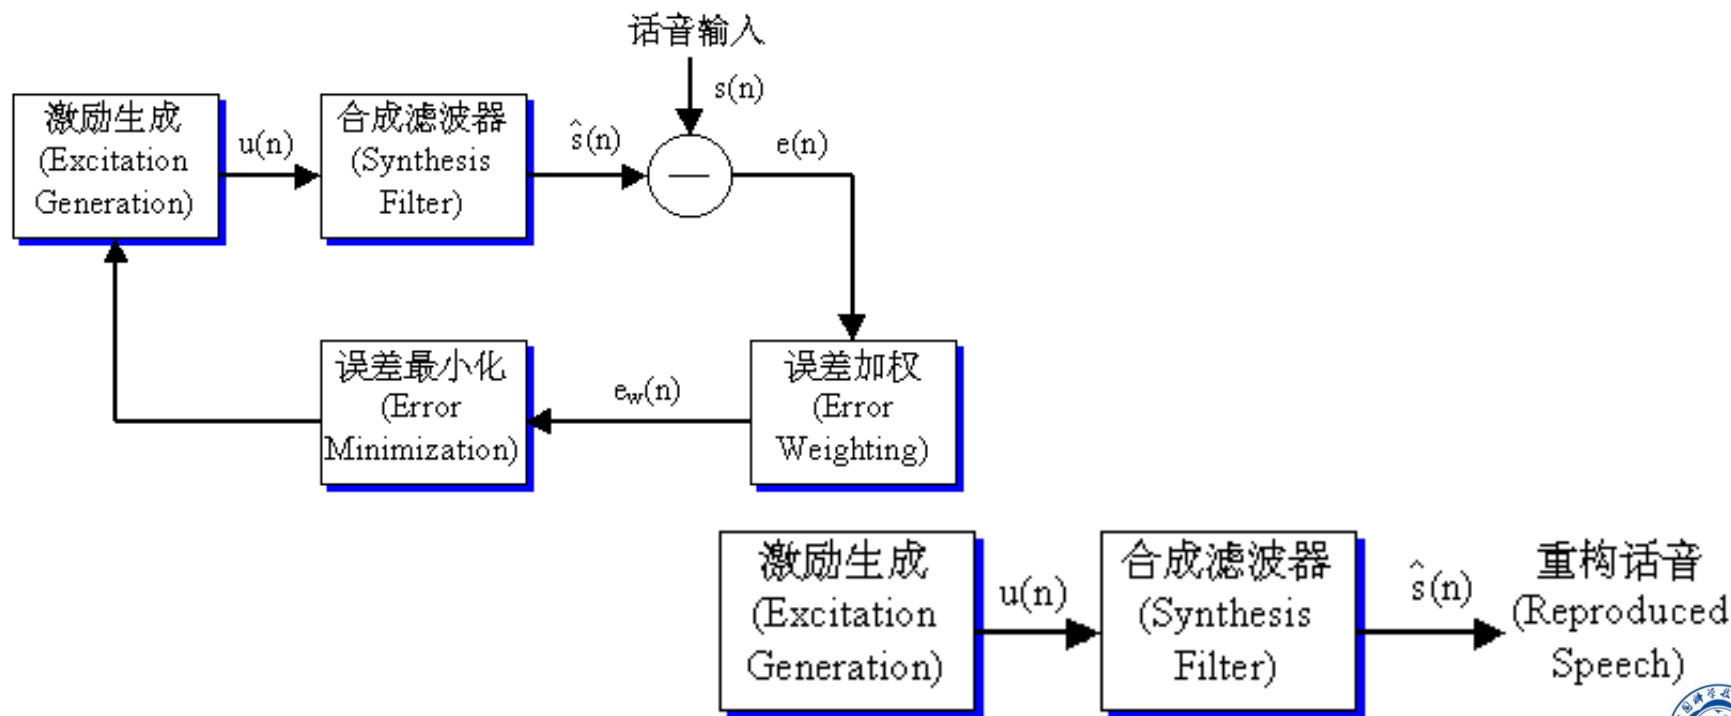 话音输入
s(n)
激励生成
(Excitation
Generation)
u(n)
合成滤波器
(Synthesis
Filter)
ŝ(n)
—
e(n)
误差最小化
(Error
Minimization)
e_w(n)
误差加权
(Error
Weighting)
激励生成
(Excitation
Generation)
u(n)
合成滤波器
(Synthesis
Filter)
ŝ(n)
重构话音
(Reproduced
Speech)